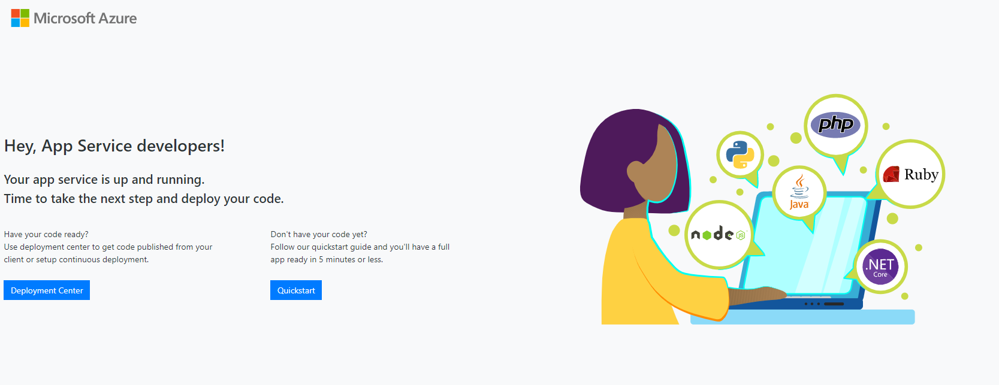 Microsoft Azure
Hey, App Service developers!
Your app service is up and running.
Time to take the next step and deploy your code.
Have your code ready?
Use deployment center to get code published from your
client or setup continuous deployment.
Deployment Center
Don't have your code yet?
Follow our quickstart guide and you'll have a full
app ready in 5 minutes or less.
Quickstart
php
Ruby
Java
node
JS
.NET
Core